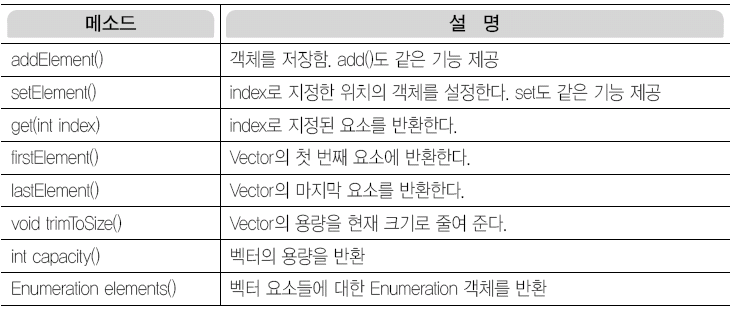 메소드 설 명
addElement() 객체를 저장함. add()도 같은 기능 제공
setElement() index로 지정한 위치의 객체를 설정한다. set도 같은 기능 제공
get(int index) index로 지정된 요소를 반환한다.
firstElement() Vector의 첫 번째 요소에 반환한다.
lastElement() Vector의 마지막 요소를 반환한다.
void trimToSize() Vector의 용량을 현재 크기로 줄여 준다.
int capacity() 벡터의 용량을 반환
Enumeration elements() 벡터 요소들에 대한 Enumeration 객체를 반환